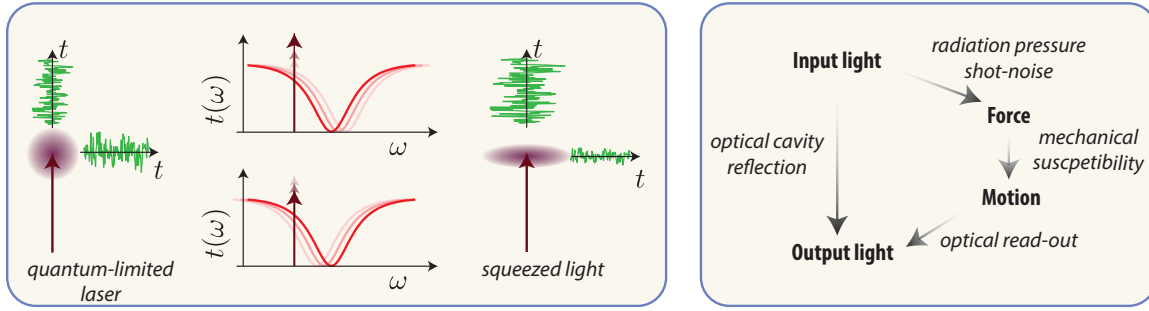 t
t
quantum-limited
laser
t(ω)
ω
t(ω)
ω
t
t
squeezed light
Input light
radiation pressure
shot-noise
Force
optical cavity
reflection
mechanical
suscpetibility
Motion
Output light
optical read-out